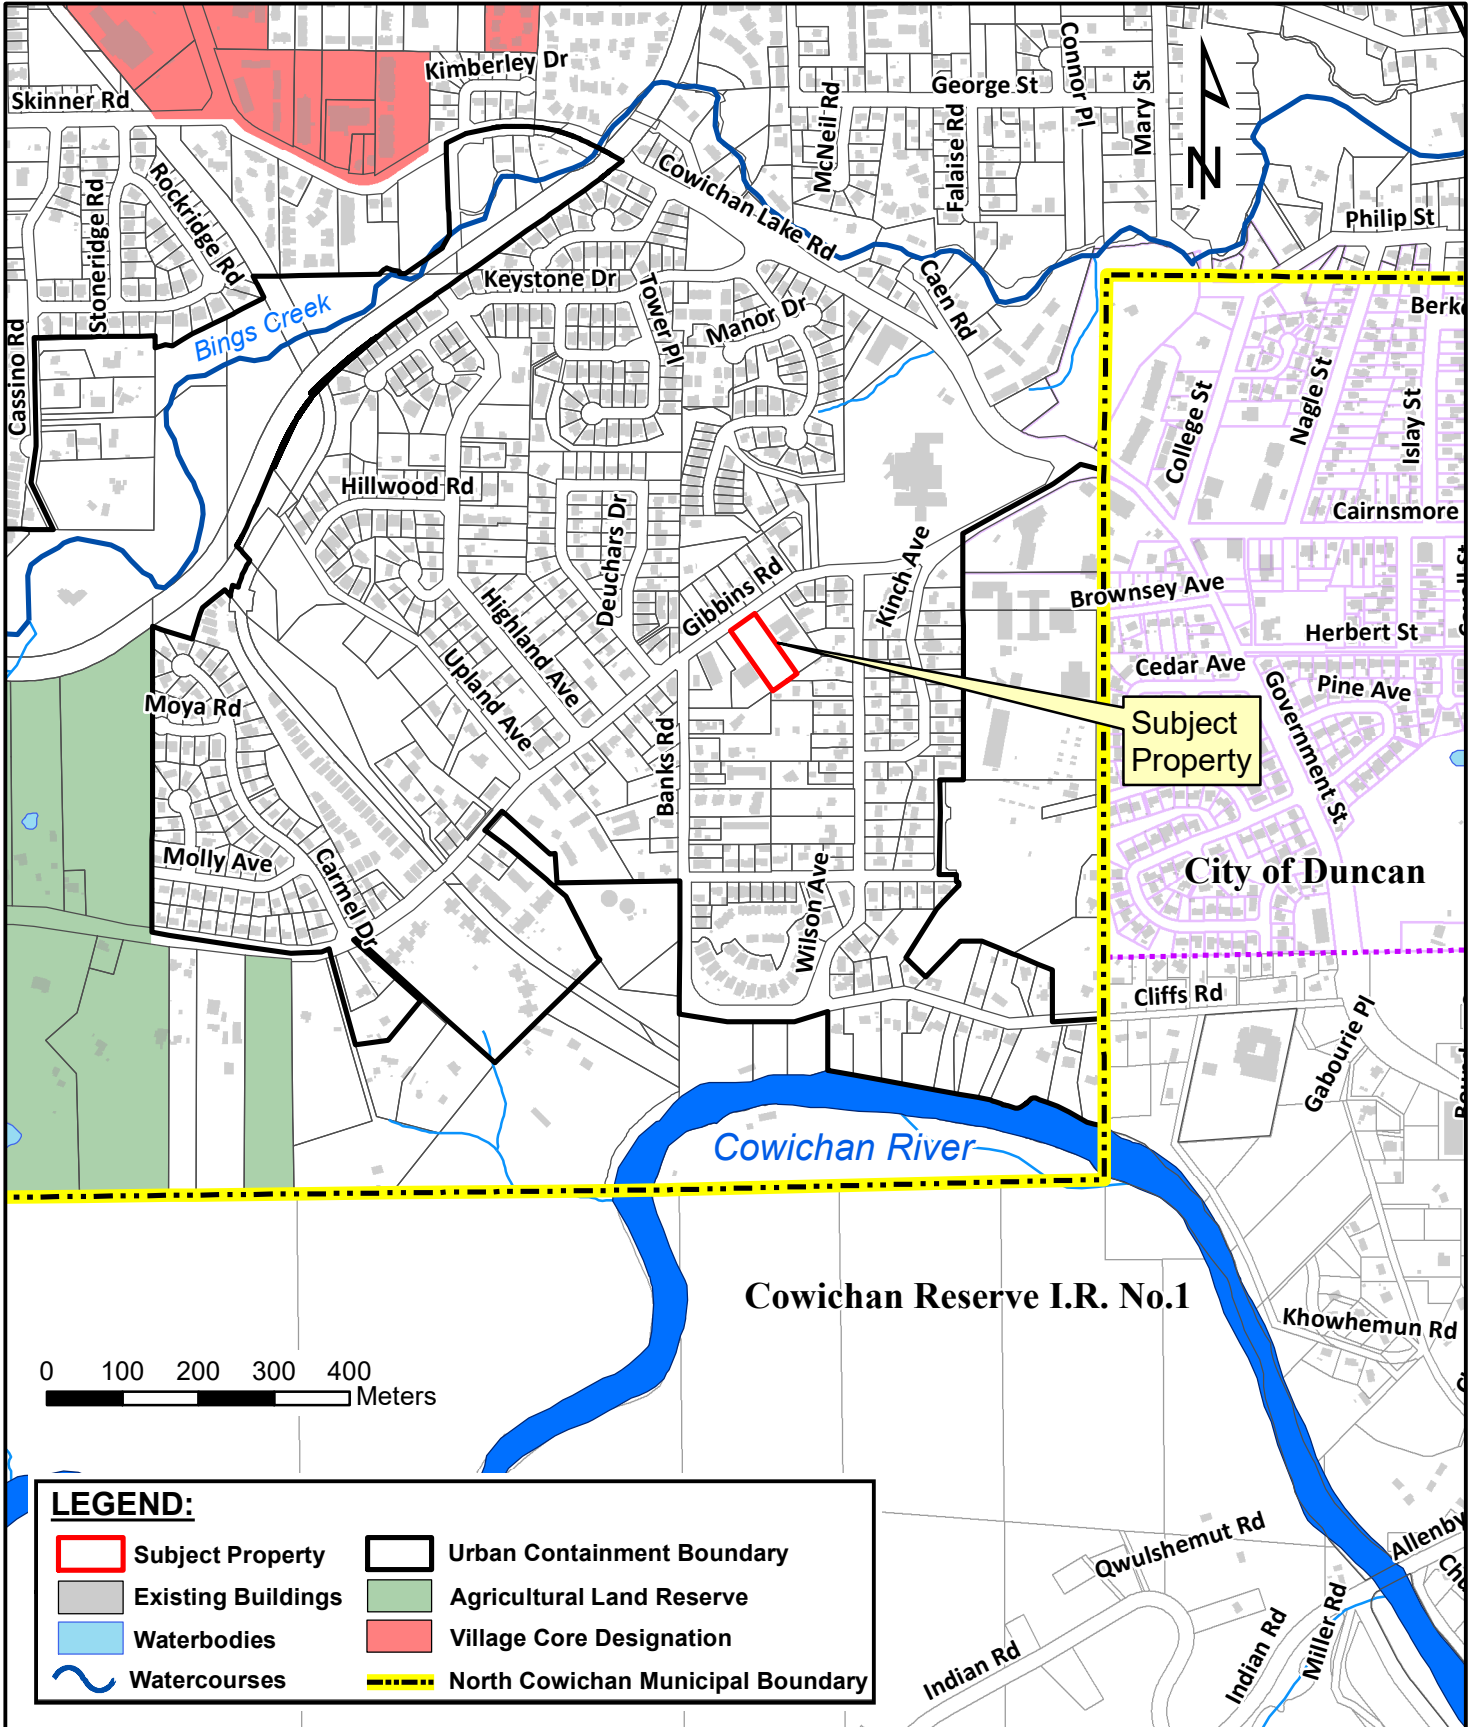 Kimberley Dr
Skinner Rd
George St
Connor Pl
McNeil Rd
Falaise Rd
Mary St
N
Stoneridge Rd
Rockridge Rd
Cowichan Lake Rd
Philip St
Keystone Dr
Tower Pl
Manor Dr
Caen Rd
Bings Creek
Cassino Rd
College St
Nagle St
Islay St
Hillwood Rd
Deuchars Dr
Cairnsmore
Kinch Ave
Gibbins Rd
Highland Ave
Brownsey Ave
Herbert St
Cedar Ave
Pine Ave
Government St
Upland Ave
Moya Rd
Banks Rd
Subject
Property
Molly Ave
Carmel Dr
Wilson Ave
City of Duncan
Cliffs Rd
Gabourie Pl
Cowichan River
Cowichan Reserve I.R. No.1
Khowhemun Rd
0 100 200 300 400
Meters
LEGEND:
Subject Property
Urban Containment Boundary
Existing Buildings
Agricultural Land Reserve
Waterbodies
Village Core Designation
Watercourses
North Cowichan Municipal Boundary
Qwulshemut Rd
Allenby
Indian Rd
Indian Rd
Miller Rd